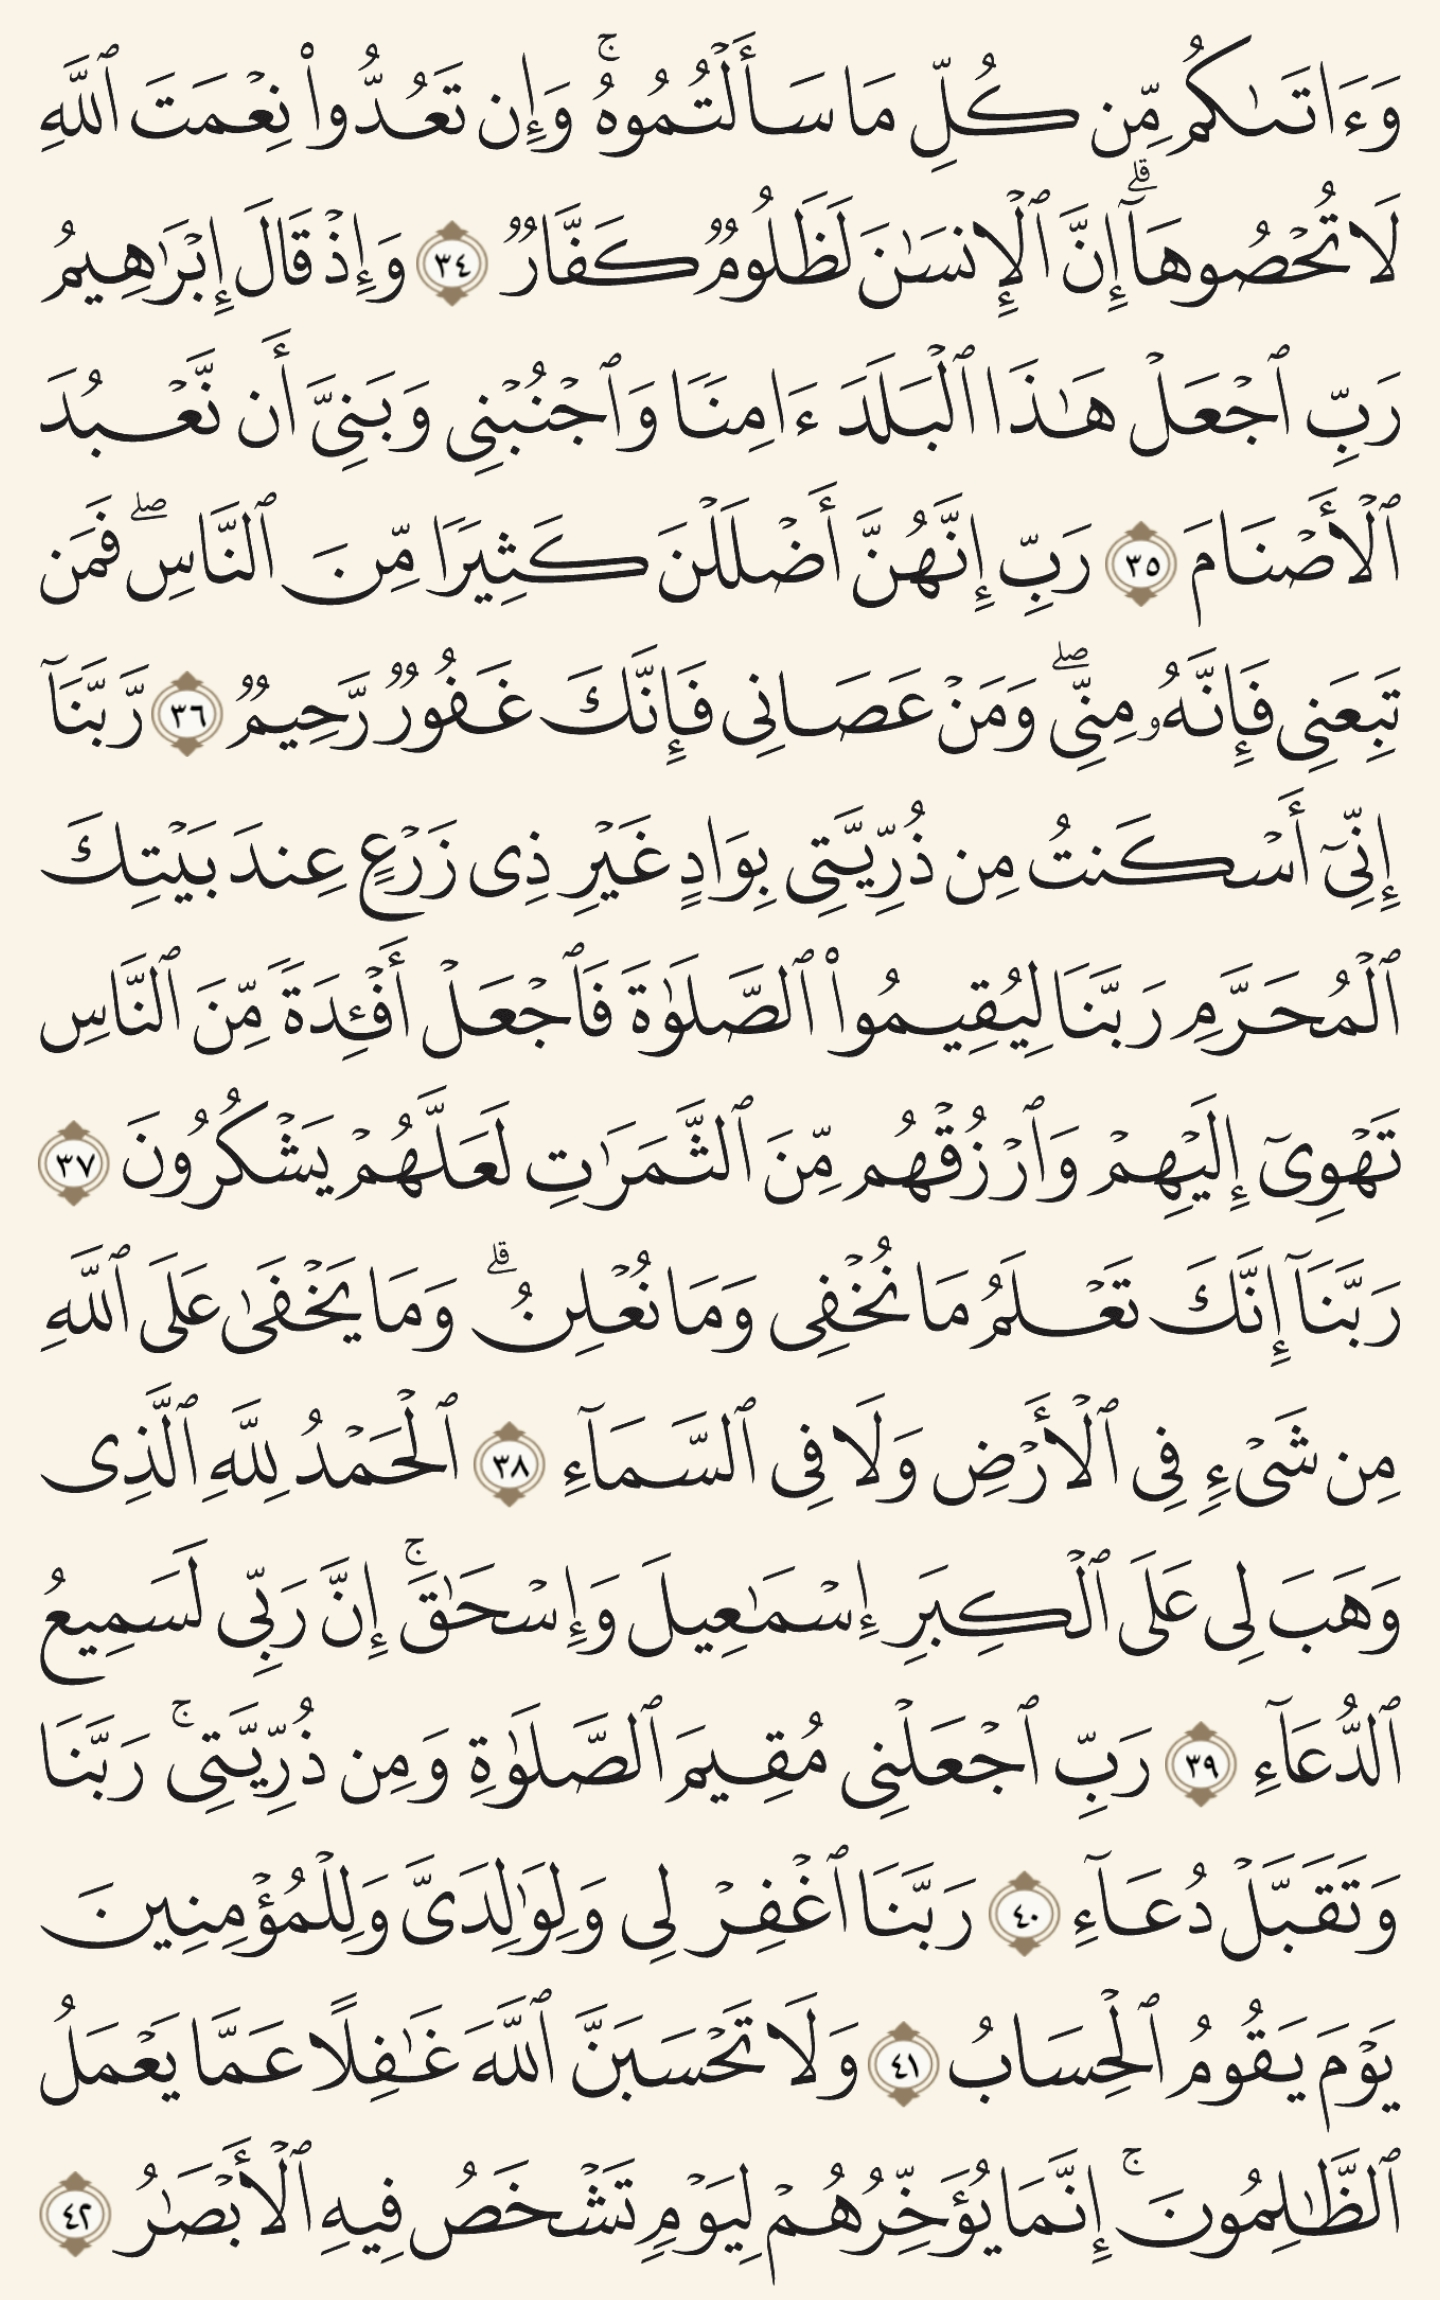 وَءَاتَىٰكُم مِّن كُلِّ مَا سَأَلْتُمُوهُ ۚ وَإِن تَعُدُّوا۟ نِعْمَتَ ٱللَّهِ
لَا تُحْصُوهَآ ۗ إِنَّ ٱلْإِنسَـٰنَ لَظَلُومٌ كَفَّارٌ ٣٤ وَإِذْ قَالَ إِبْرَٰهِيمُ
رَبِّ ٱجْعَلْ هَـٰذَا ٱلْبَلَدَ ءَامِنًا وَٱجْنُبْنِى وَبَنِىَّ أَن نَّعْبُدَ
ٱلْأَصْنَامَ ٣٥ رَبِّ إِنَّهُنَّ أَضْلَلْنَ كَثِيرًا مِّنَ ٱلنَّاسِ ۖ فَمَن
تَبِعَنِى فَإِنَّهُۥ مِنِّى ۖ وَمَنْ عَصَانِى فَإِنَّكَ غَفُورٌ رَّحِيمٌ ٣٦ رَّبَّنَآ
إِنِّىٓ أَسْكَنتُ مِن ذُرِّيَّتِى بِوَادٍ غَيْرِ ذِى زَرْعٍ عِندَ بَيْتِكَ
ٱلْمُحَرَّمِ رَبَّنَا لِيُقِيمُوا۟ ٱلصَّلَوٰةَ فَٱجْعَلْ أَفْـِٔدَةً مِّنَ ٱلنَّاسِ
تَهْوِىٓ إِلَيْهِمْ وَٱرْزُقْهُم مِّنَ ٱلثَّمَرَٰتِ لَعَلَّهُمْ يَشْكُرُونَ ٣٧
رَبَّنَآ إِنَّكَ تَعْلَمُ مَا نُخْفِى وَمَا نُعْلِنُ ۗ وَمَا يَخْفَىٰ عَلَى ٱللَّهِ
مِن شَىْءٍ فِى ٱلْأَرْضِ وَلَا فِى ٱلسَّمَآءِ ٣٨ ٱلْحَمْدُ لِلَّهِ ٱلَّذِى
وَهَبَ لِى عَلَى ٱلْكِبَرِ إِسْمَـٰعِيلَ وَإِسْحَـٰقَ ۚ إِنَّ رَبِّى لَسَمِيعُ
ٱلدُّعَآءِ ٣٩ رَبِّ ٱجْعَلْنِى مُقِيمَ ٱلصَّلَوٰةِ وَمِن ذُرِّيَّتِى ۚ رَبَّنَا
وَتَقَبَّلْ دُعَآءِ ٤٠ رَبَّنَا ٱغْفِرْ لِى وَلِوَٰلِدَىَّ وَلِلْمُؤْمِنِينَ
يَوْمَ يَقُومُ ٱلْحِسَابُ ٤١ وَلَا تَحْسَبَنَّ ٱللَّهَ غَـٰفِلًا عَمَّا يَعْمَلُ
ٱلظَّـٰلِمُونَ ۚ إِنَّمَا يُؤَخِّرُهُمْ لِيَوْمٍ تَشْخَصُ فِيهِ ٱلْأَبْصَـٰرُ ٤٢